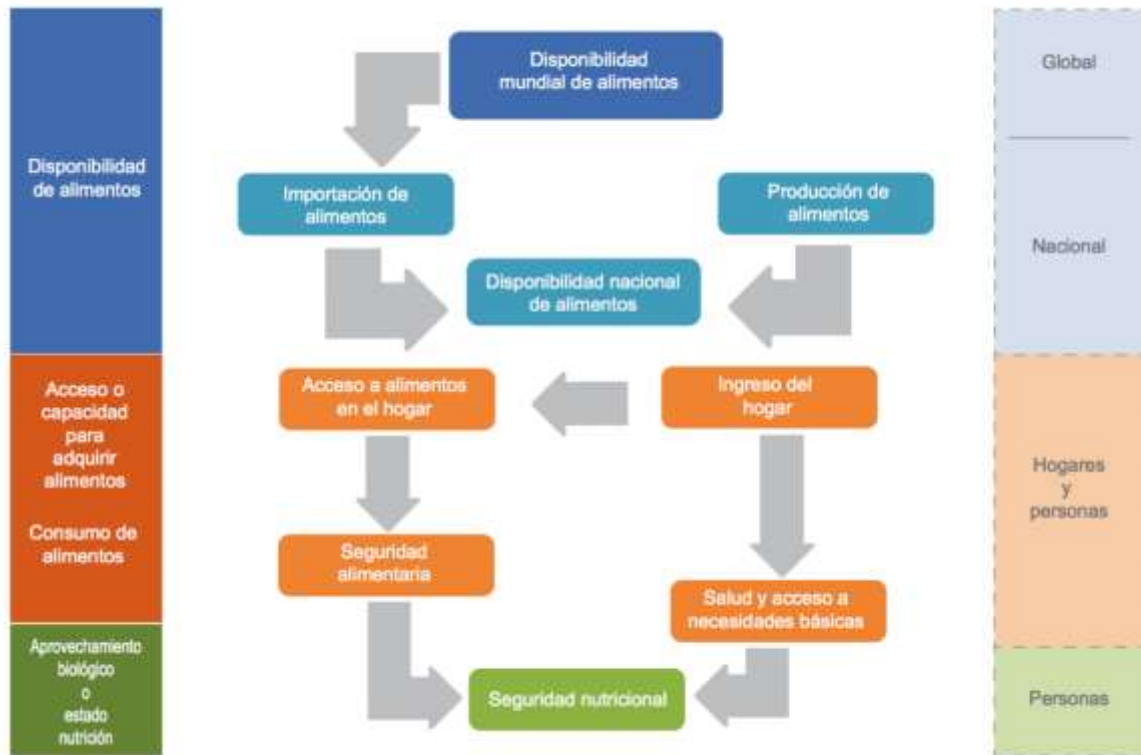 Disponibilidad
mundial de alimentos
Global
Disponibilidad
de alimentos
Importación de
alimentos
Producción de
alimentos
Nacional
Disponibilidad nacional
de alimentos
Acceso o
capacidad
para
adquirir
alimentos
Consumo de
alimentos
Acceso a alimentos
en el hogar
Ingreso del
hogar
Hogares
y
personas
Seguridad
alimentaria
Salud y acceso a
necesidades básicas
Aprovechamiento
biológico
o
estado
nutrición
Seguridad nutricional
Personas